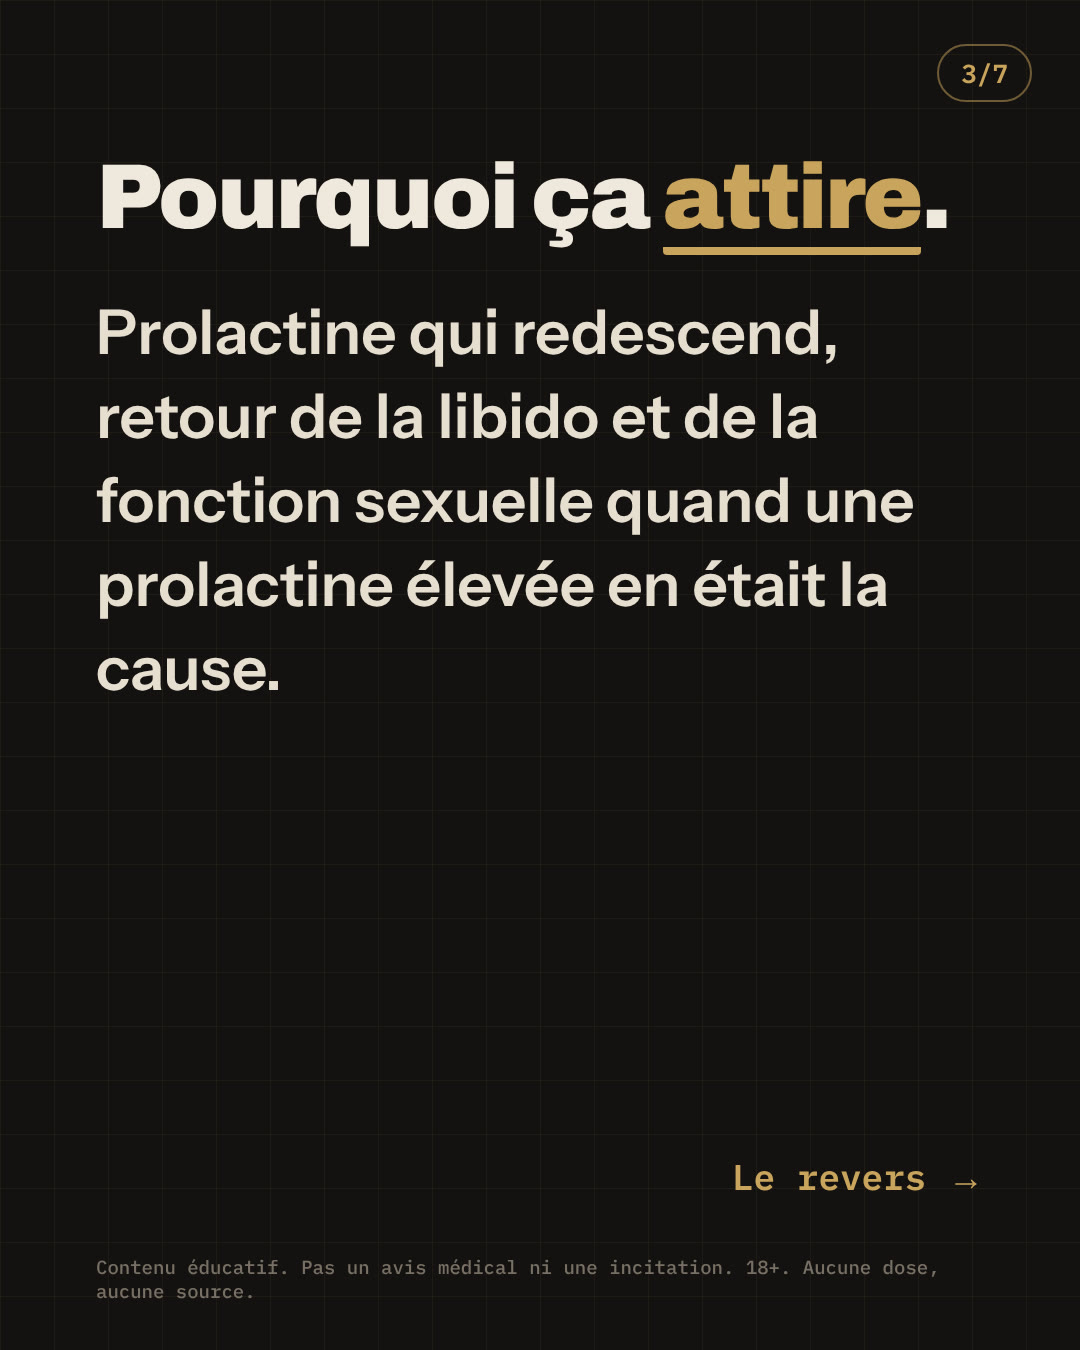 3/7
Pourquoi ça attire.
Prolactine qui redescend,
retour de la libido et de la
fonction sexuelle quand une
prolactine élevée en était la
cause.
Le revers →
Contenu éducatif. Pas un avis médical ni une incitation. 18+. Aucune dose,
aucune source.